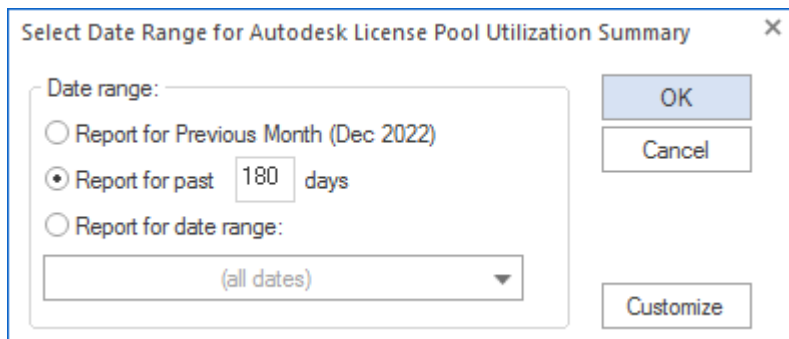 Select Date Range for Autodesk License Pool Utilization Summary
Date range:
Report for Previous Month (Dec 2022)
Report for past 180 days
Report for date range:
(all dates)
OK
Cancel
Customize